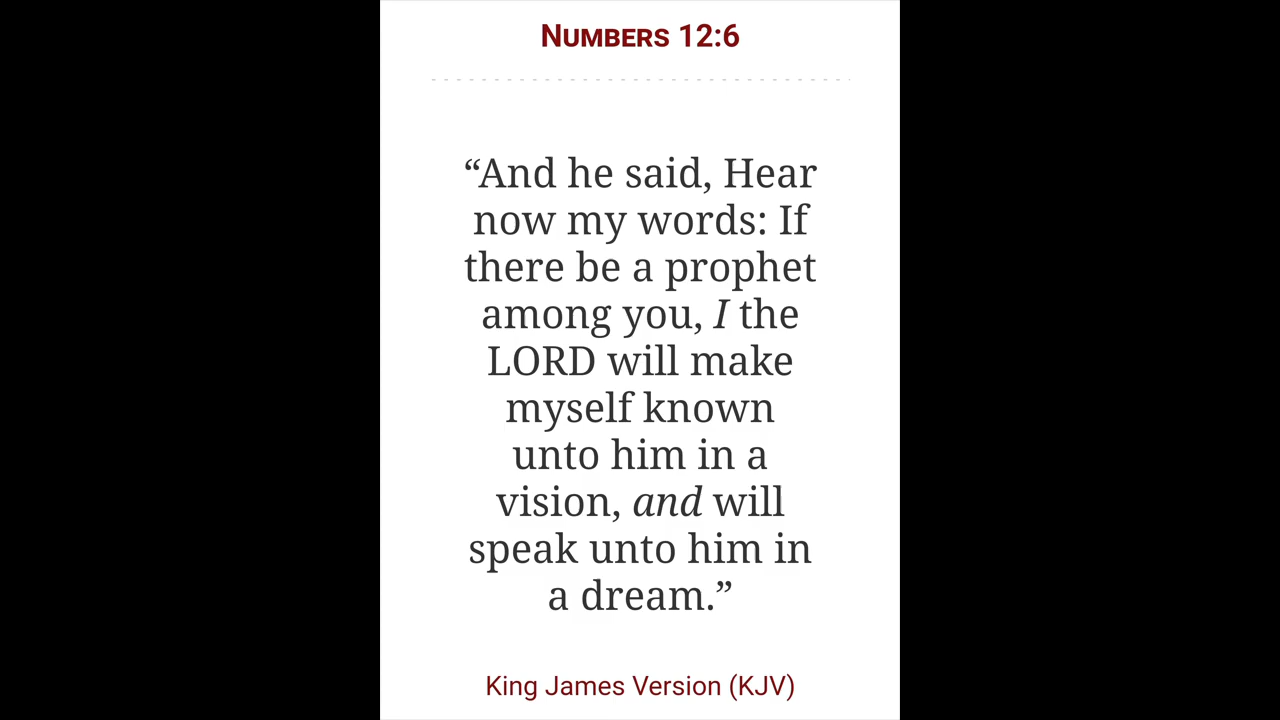 Numbers 12:6
“And he said, Hear
now my words: If
there be a prophet
among you, I the
LORD will make
myself known
unto him in a
vision, and will
speak unto him in
a dream.”
King James Version (KJV)